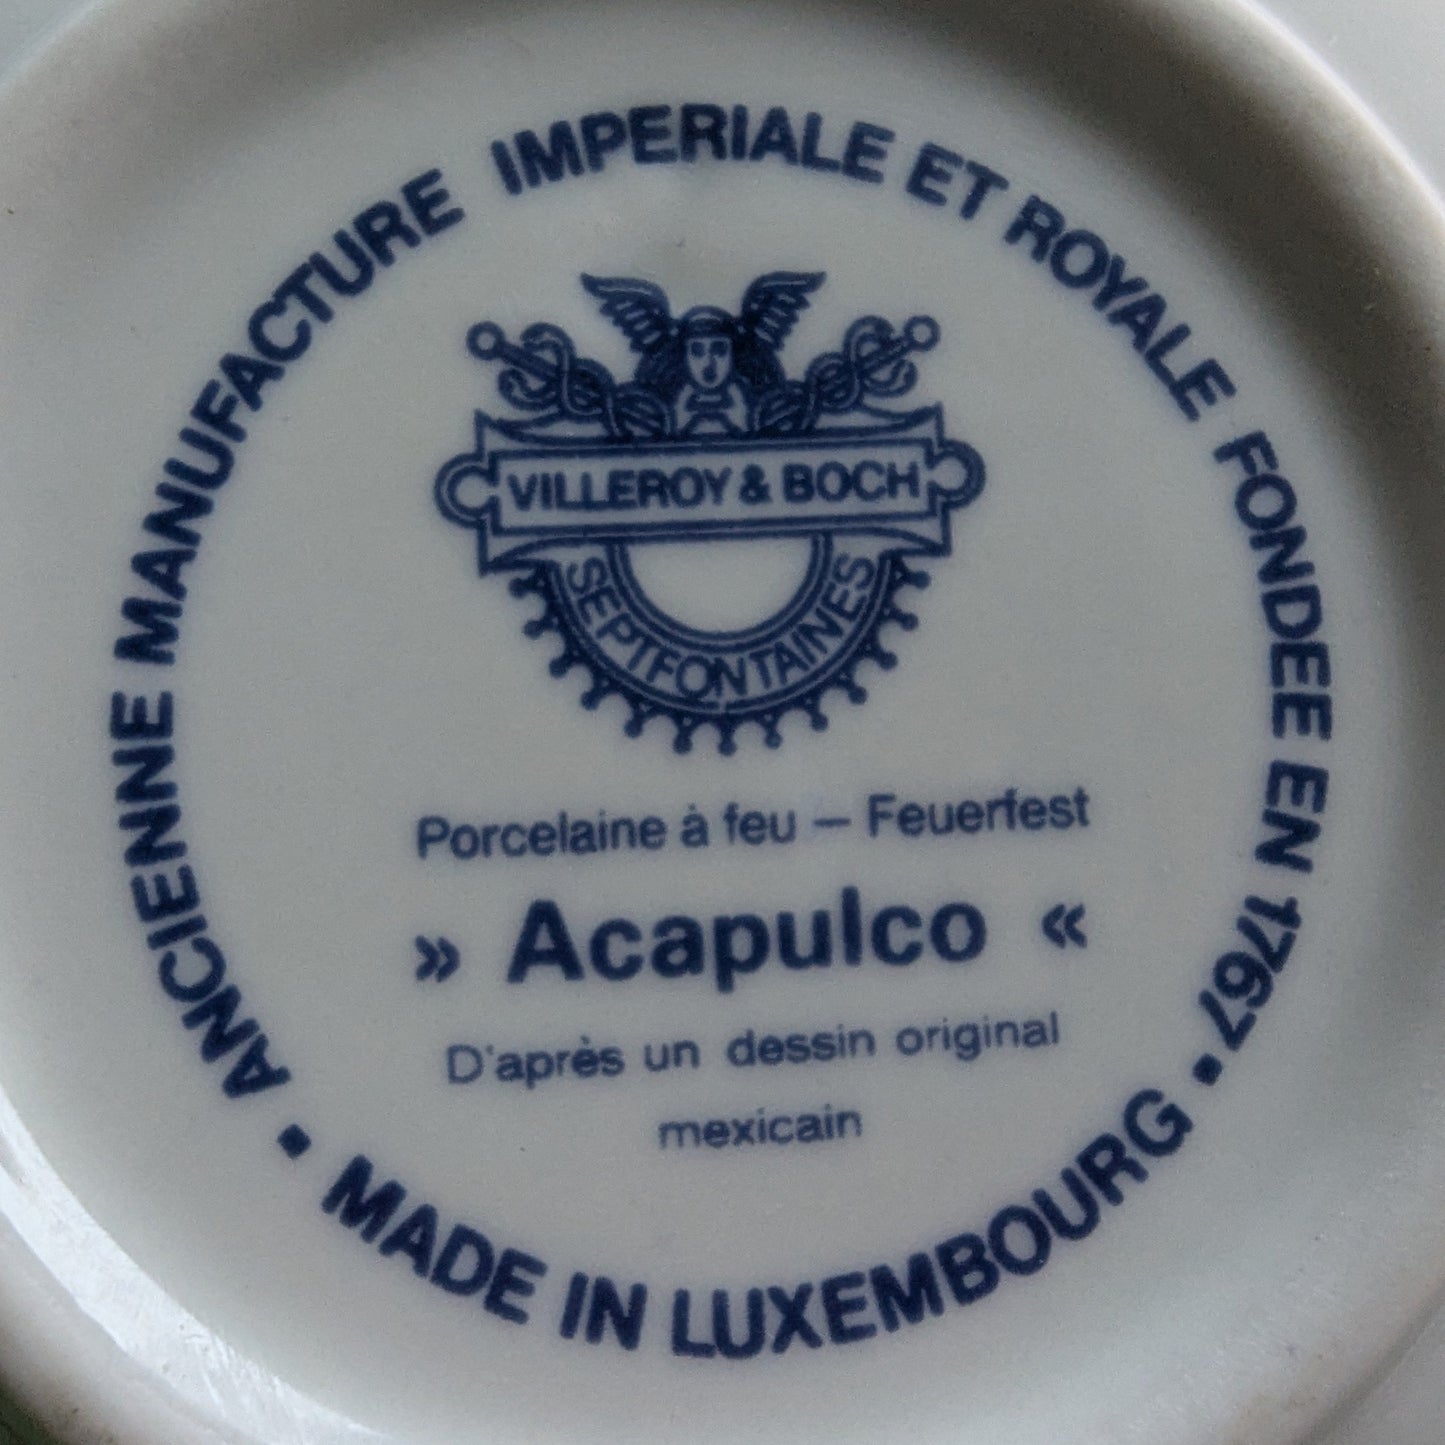 ANCIENNE MANUFACTURE IMPERIALE ET ROYALE FONDEE EN 1767 •
VILLEROY & BOCH
SEPTFONTAINES
Porcelaine à feu – Feuerfest
» Acapulco «
D'après un dessin original
mexicain
• MADE IN LUXEMBOURG